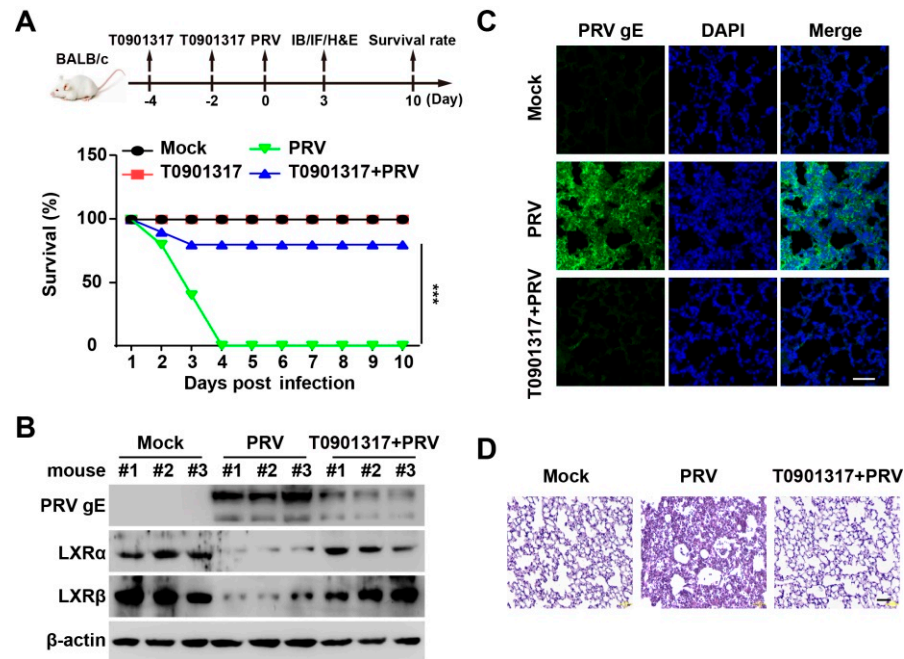 A
T0901317 T0901317 PRV IB/IF/H&E Survival rate
BALB/c
-4 -2 0 3 10 (Day)
Mock PRV
T0901317 T0901317+PRV
150
100
50
0
Survival (%)
***
1 2 3 4 5 6 7 8 9 10
Days post infection
B
Mock PRV T0901317+PRV
mouse #1 #2 #3 #1 #2 #3 #1 #2 #3
PRV gE
LXRα
LXRβ
β-actin
C
PRV gE DAPI Merge
Mock
PRV
T0901317+PRV
D
Mock PRV T0901317+PRV